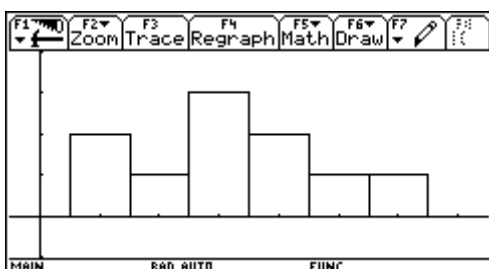 F1 F2 Zoom F3 Trace F4 Regraph F5 Math F6 Draw F7
MAIN RAD AUTO FUNC